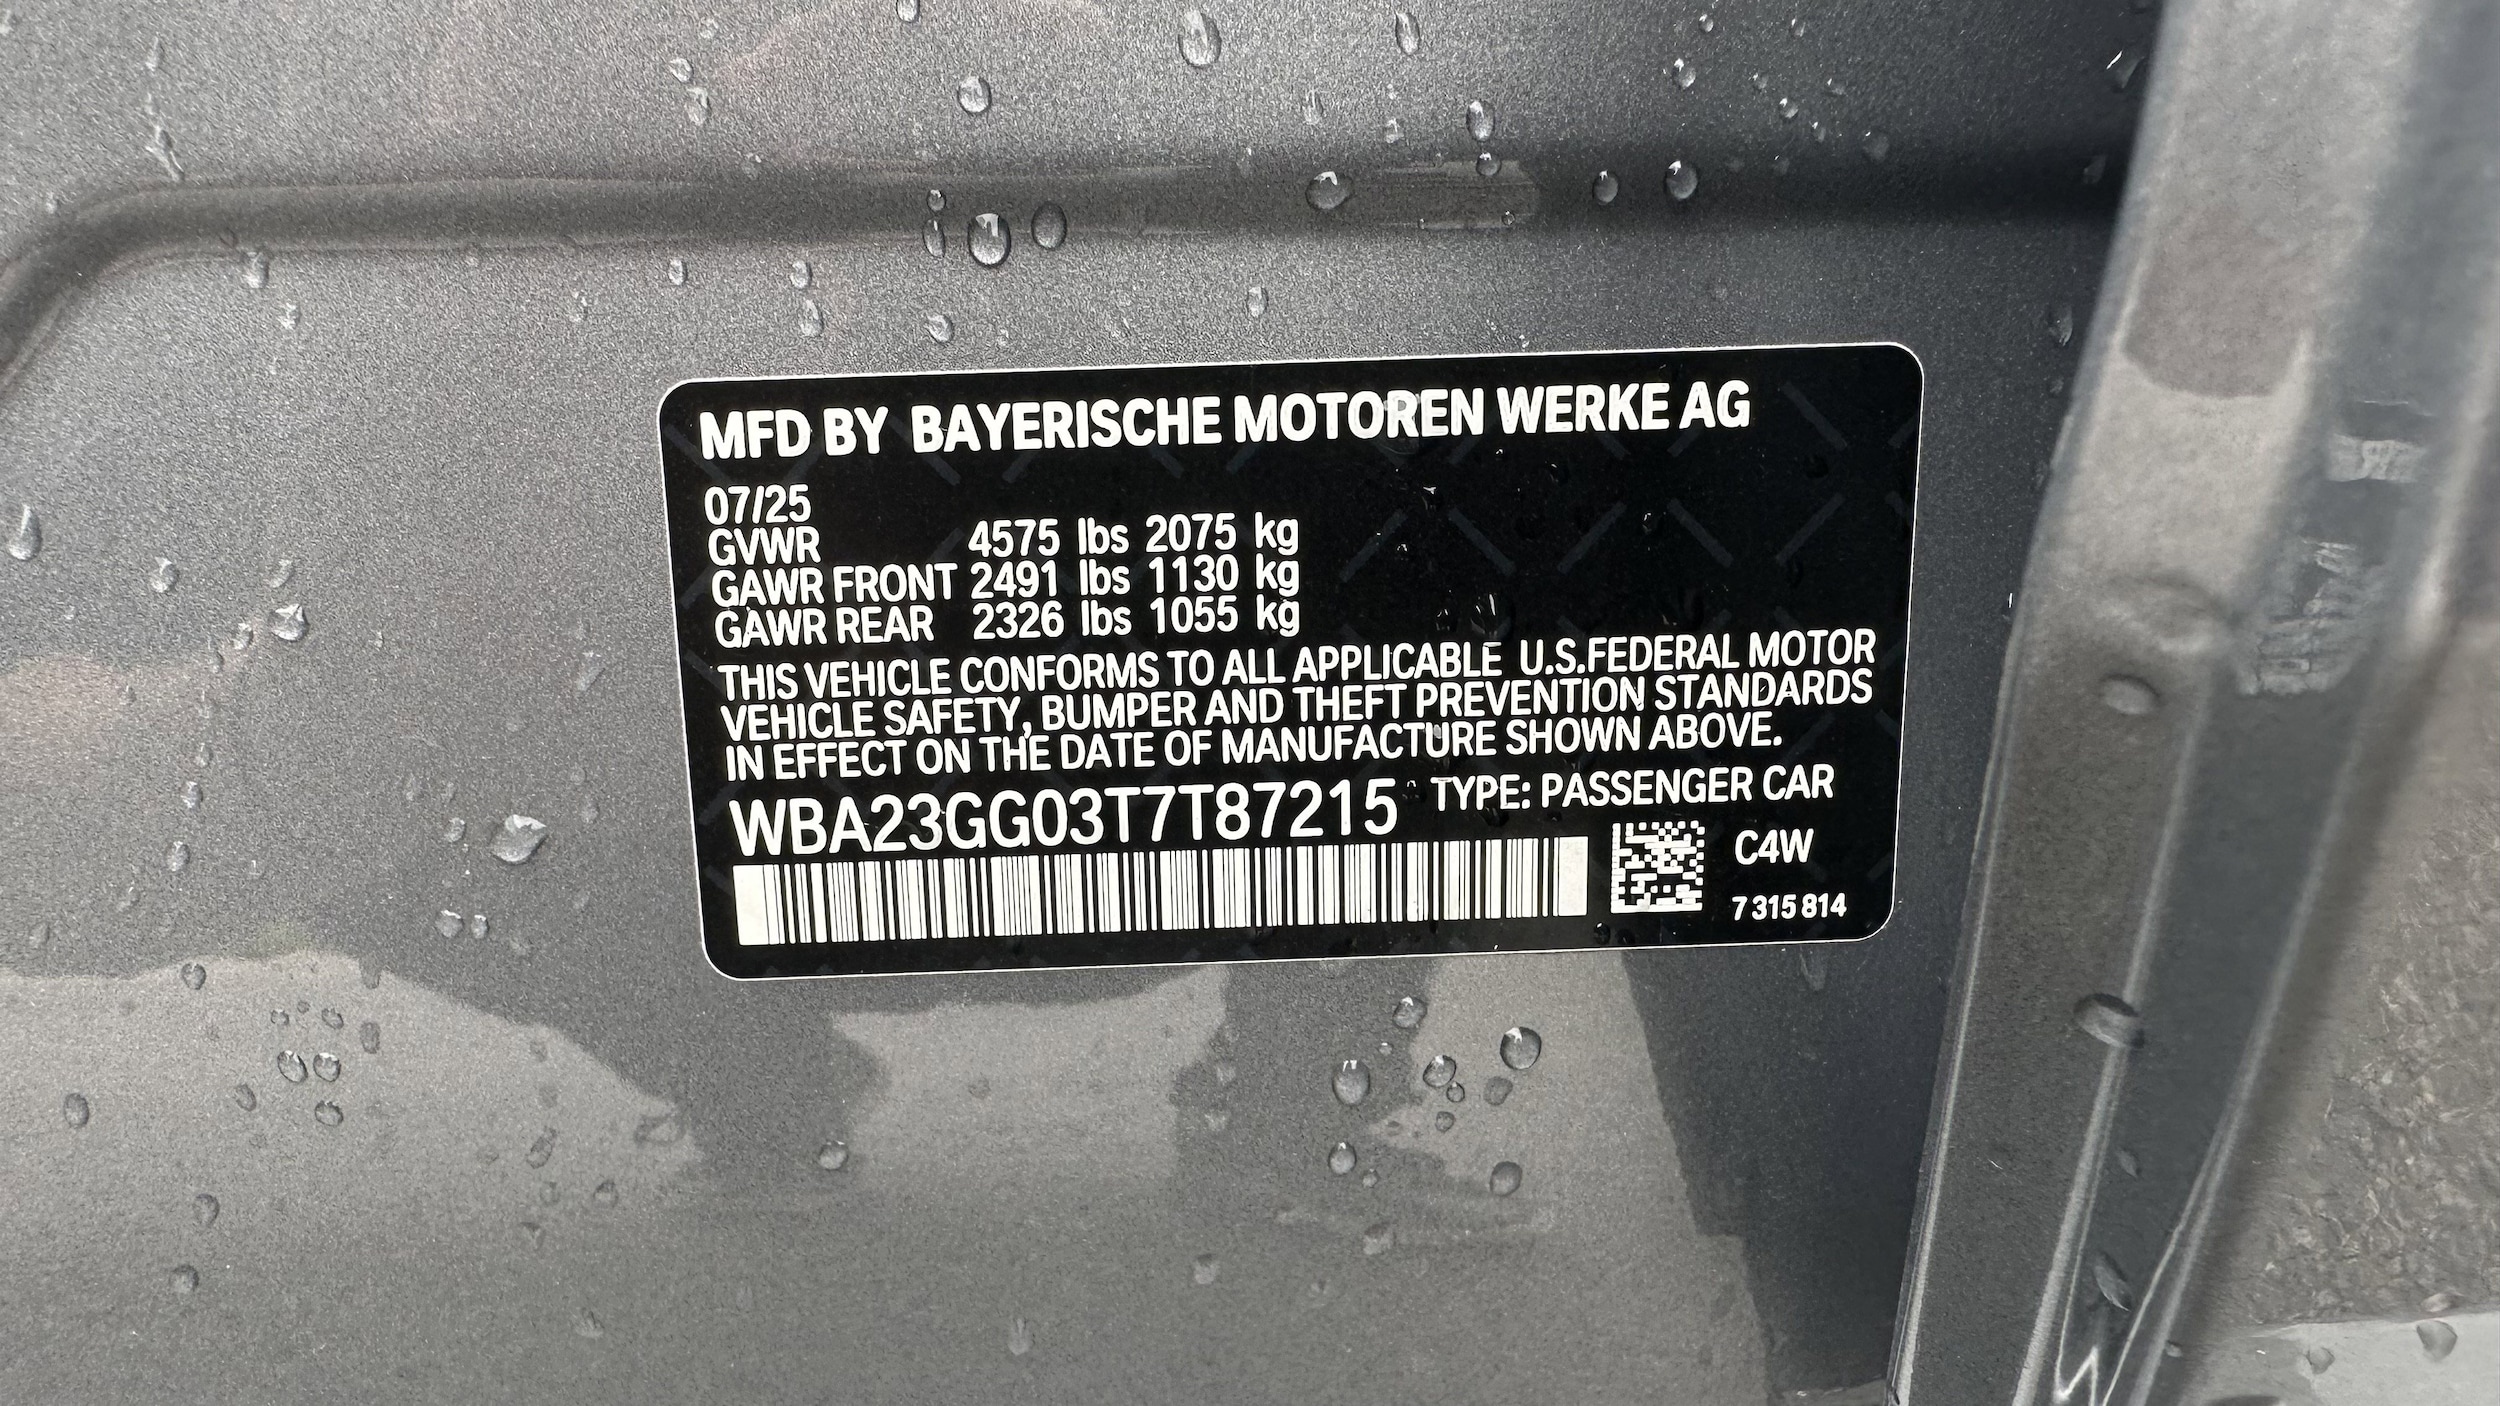 MFD BY BAYERISCHE MOTOREN WERKE AG
07/25
GVWR 4575 lbs 2075 kg
GAWR FRONT 2491 lbs 1130 kg
GAWR REAR 2326 lbs 1055 kg
THIS VEHICLE CONFORMS TO ALL APPLICABLE U.S.FEDERAL MOTOR
VEHICLE SAFETY, BUMPER AND THEFT PREVENTION STANDARDS
IN EFFECT ON THE DATE OF MANUFACTURE SHOWN ABOVE.
WBA23GG03T7T87215 TYPE: PASSENGER CAR
C4W
7 315 814